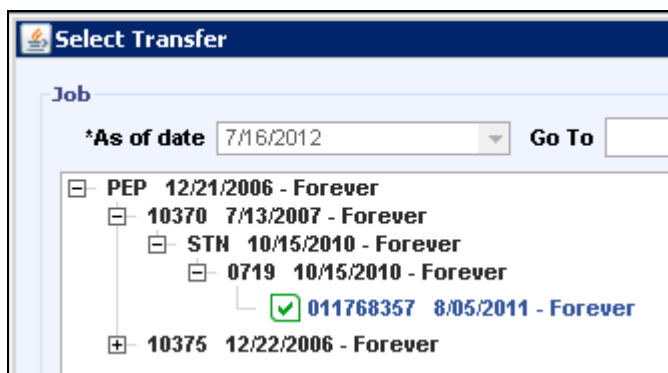 Select Transfer
Job
*As of date 7/16/2012 Go To
PEP 12/21/2006 - Forever
10370 7/13/2007 - Forever
STN 10/15/2010 - Forever
0719 10/15/2010 - Forever
011768357 8/05/2011 - Forever
10375 12/22/2006 - Forever